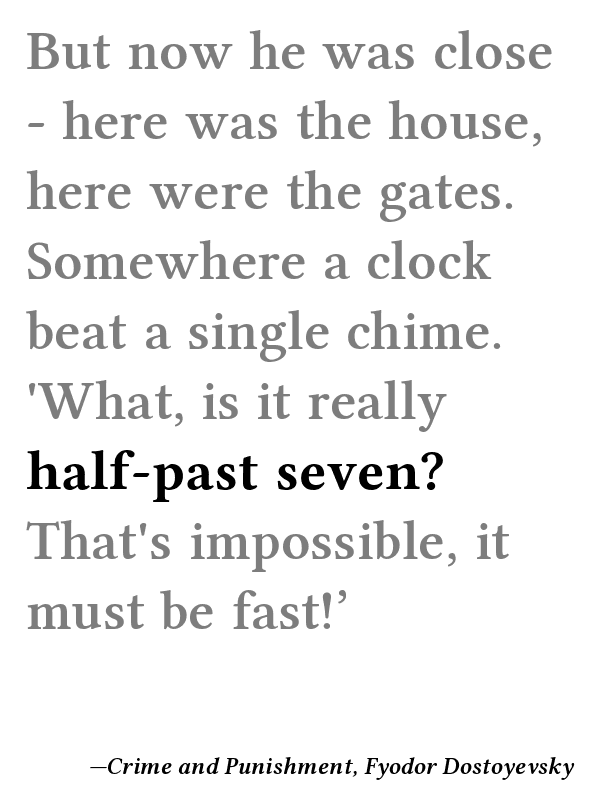 But now he was close
- here was the house,
here were the gates.
Somewhere a clock
beat a single chime.
'What, is it really
half-past seven?
That's impossible, it
must be fast!’
—Crime and Punishment, Fyodor Dostoyevsky